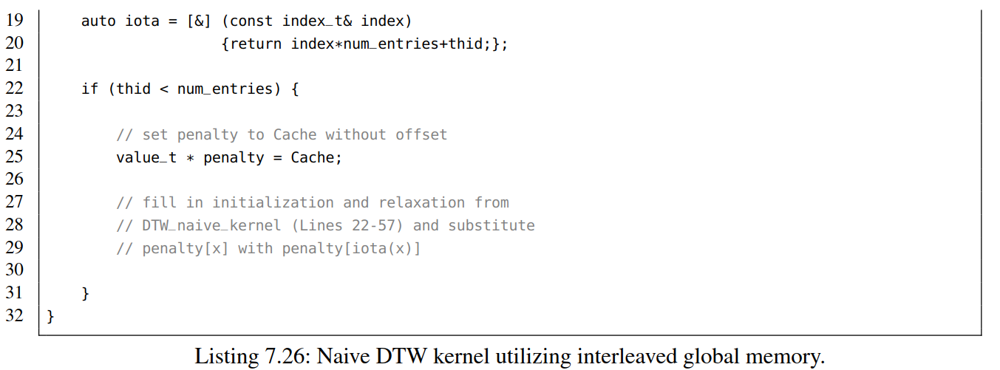 19 auto iota = [&] (const index_t& index)
20 {return index*num_entries+thid;};
21
22 if (thid < num_entries) {
23
24 // set penalty to Cache without offset
25 value_t * penalty = Cache;
26
27 // fill in initialization and relaxation from
28 // DTW_naive_kernel (Lines 22-57) and substitute
29 // penalty[x] with penalty[iota(x)]
30
31 }
32 }
Listing 7.26: Naive DTW kernel utilizing interleaved global memory.